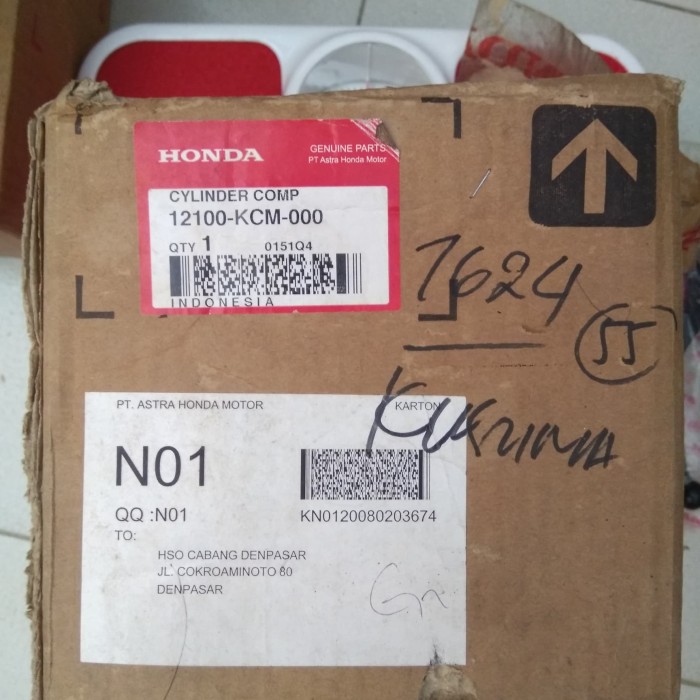 HONDA
GENUINE PARTS
PT Astra Honda Motor
CYLINDER COMP
12100-KCM-000
QTY 1 0151Q4
INDONESIA
7624
55
PT. ASTRA HONDA MOTOR KARTON
N01
QQ :N01 KN0120080203674
TO:
HSO CABANG DENPASAR
JL. COKROAMINOTO 80
DENPASAR